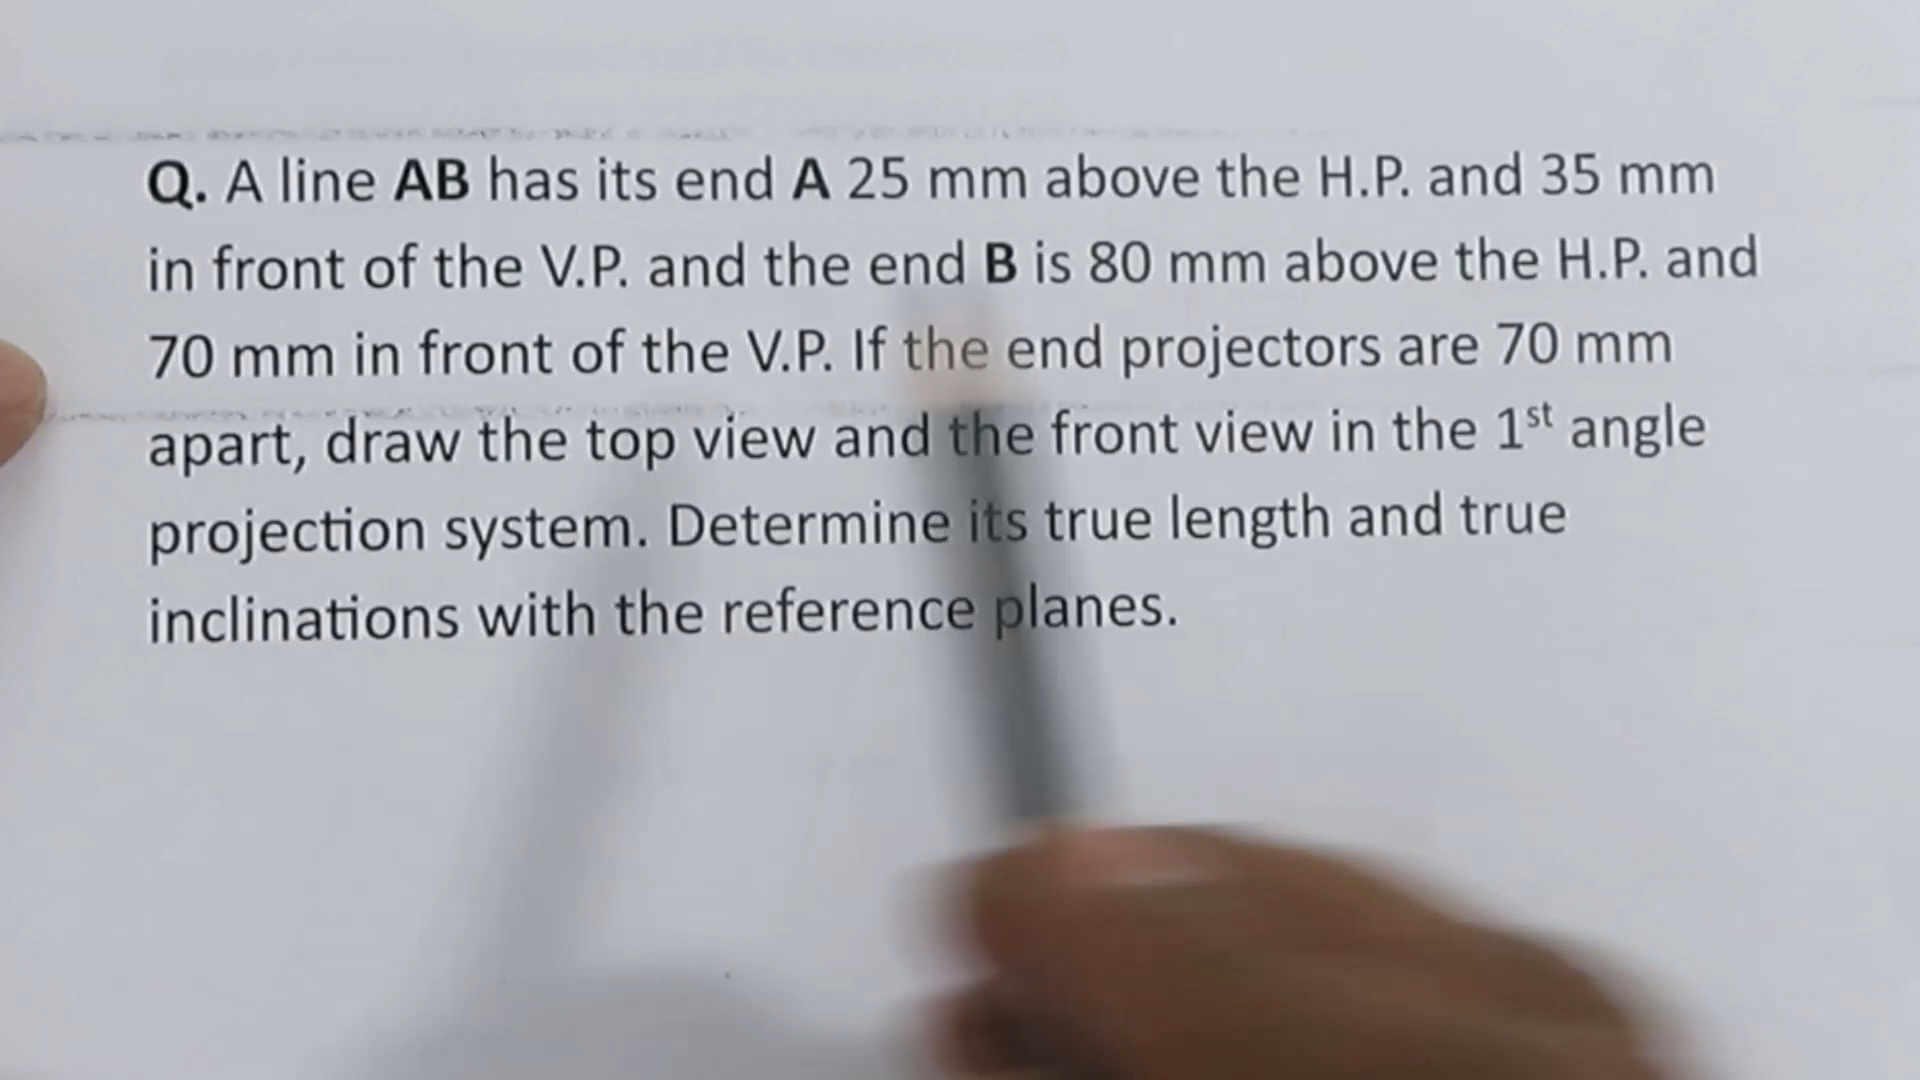 Q. A line AB has its end A 25 mm above the H.P. and 35 mm
in front of the V.P. and the end B is 80 mm above the H.P. and
70 mm in front of the V.P. If the end projectors are 70 mm
apart, draw the top view and the front view in the 1st angle
projection system. Determine its true length and true
inclinations with the reference planes.